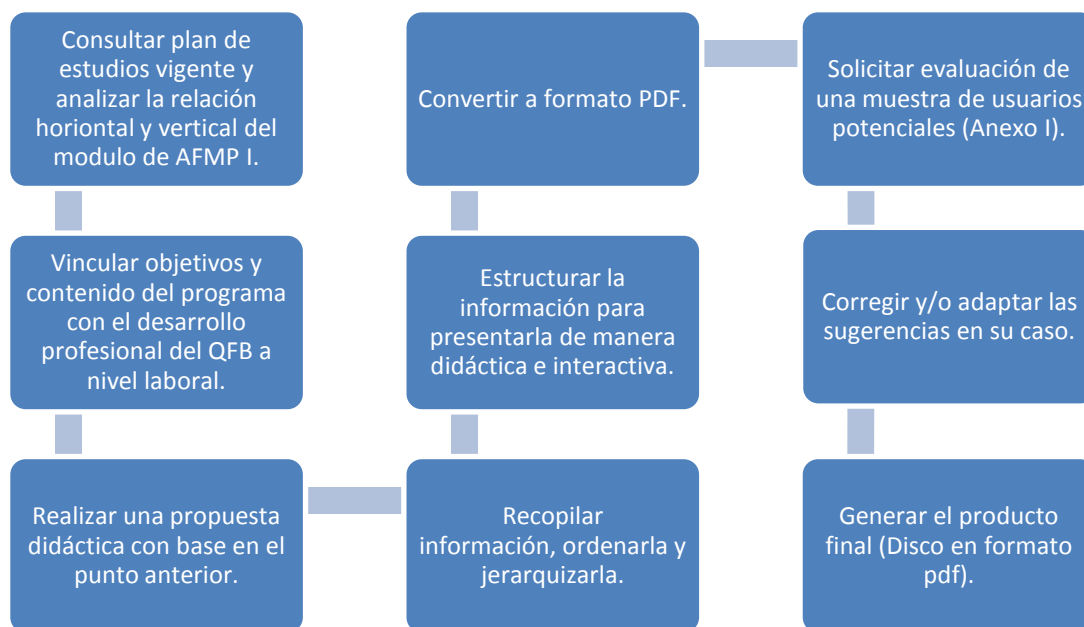 Consultar plan de
estudios vigente y
analizar la relación
horiontal y vertical del
modulo de AFMP I.
Vincular objetivos y
contenido del programa
con el desarrollo
profesional del QFB a
nivel laboral.
Realizar una propuesta
didáctica con base en el
punto anterior.
Recopilar
información, ordenarla y
jerarquizarla.
Estructurar la
información para
presentarla de manera
didáctica e interactiva.
Convertir a formato PDF.
Solicitar evaluación de
una muestra de usuarios
potenciales (Anexo I).
Corregir y/o adaptar las
sugerencias en su caso.
Generar el producto
final (Disco en formato
pdf).